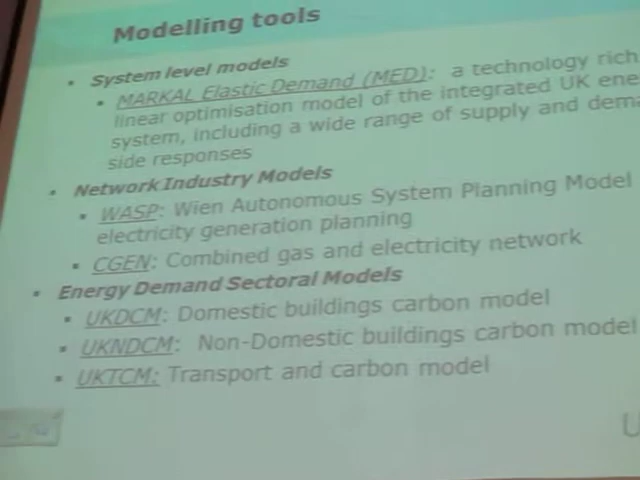 Modelling tools
System level models
MARKAL Elastic Demand (MED): a technology rich
linear optimisation model of the integrated UK ene
system, including a wide range of supply and dem
side responses
Network Industry Models
WASP: Wien Autonomous System Planning Model
electricity generation planning
CGEN: Combined gas and electricity network
Energy Demand Sectoral Models
UKDCM: Domestic buildings carbon model
UKNDCM: Non-Domestic buildings carbon model
UKTCM: Transport and carbon model
U